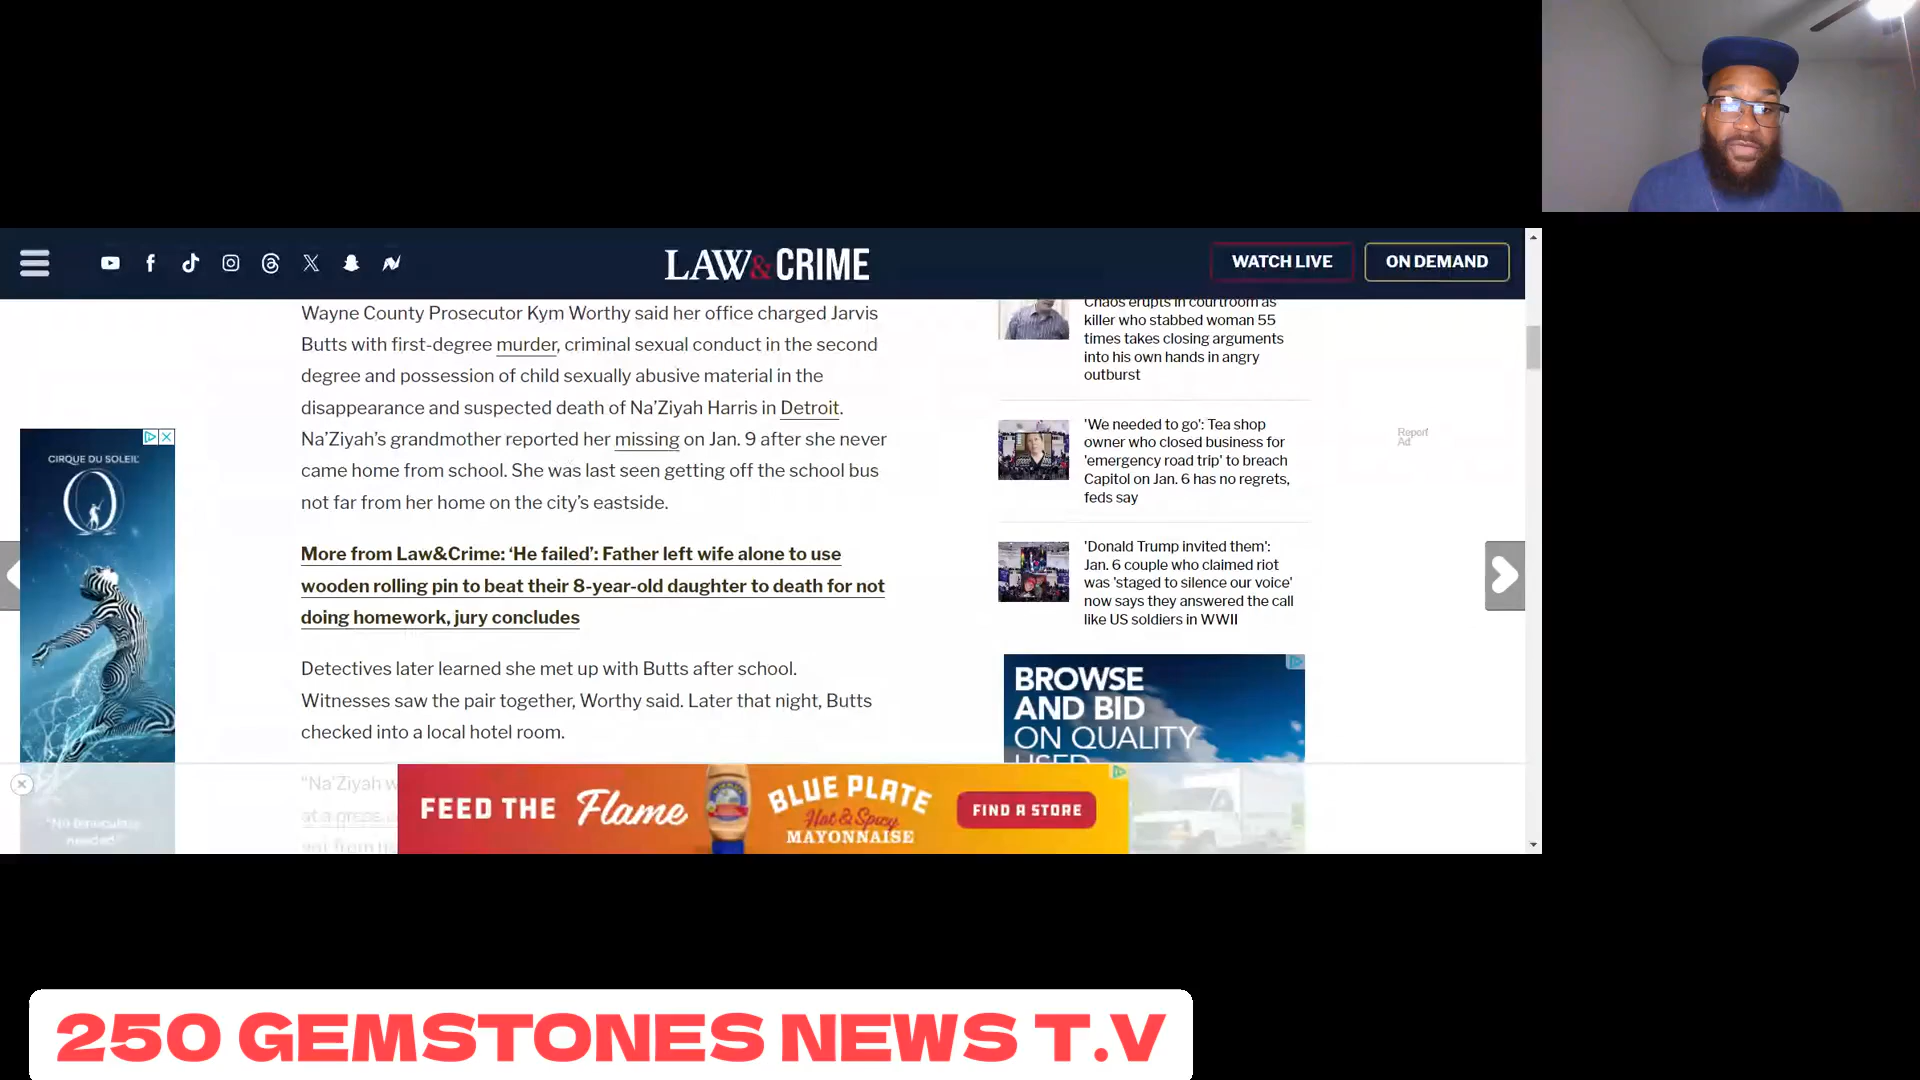 LAW&CRIME
WATCH LIVE
ON DEMAND
Wayne County Prosecutor Kym Worthy said her office charged Jarvis
Butts with first-degree murder, criminal sexual conduct in the second
degree and possession of child sexually abusive material in the
disappearance and suspected death of Na’Ziyah Harris in Detroit.
Na’Ziyah’s grandmother reported her missing on Jan. 9 after she never
came home from school. She was last seen getting off the school bus
not far from her home on the city’s eastside.
More from Law&Crime: ‘He failed’: Father left wife alone to use
wooden rolling pin to beat their 8-year-old daughter to death for not
doing homework, jury concludes
Detectives later learned she met up with Butts after school.
Witnesses saw the pair together, Worthy said. Later that night, Butts
checked into a local hotel room.
“Na’Ziyah
at a press
Chaos erupts in courtroom as
killer who stabbed woman 55
times takes closing arguments
into his own hands in angry
outburst
'We needed to go': Tea shop
owner who closed business for
'emergency road trip' to breach
Capitol on Jan. 6 has no regrets,
feds say
'Donald Trump invited them':
Jan. 6 couple who claimed riot
was 'staged to silence our voice'
now says they answered the call
like US soldiers in WWII
Report
Ad
CIRQUE DU SOLEIL
O
BROWSE
AND BID
ON QUALITY
USED
FEED THE Flame
BLUE PLATE
Hot & Spicy
MAYONNAISE
FIND A STORE
250 GEMSTONES NEWS T.V